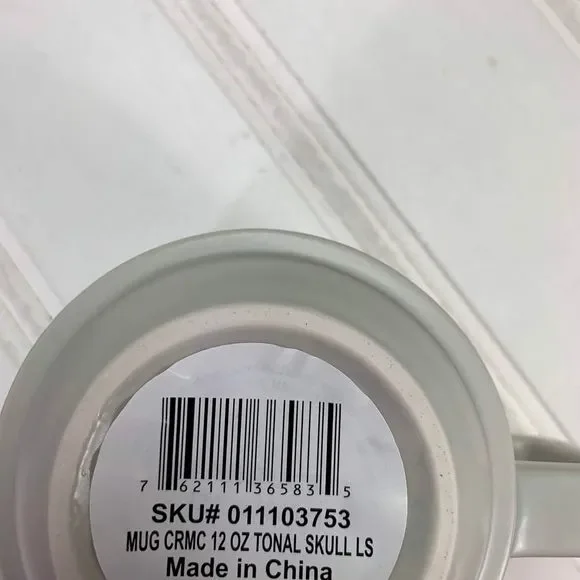 7 62111 36583 5
SKU# 011103753
MUG CRMC 12 OZ TONAL SKULL LS
Made in China